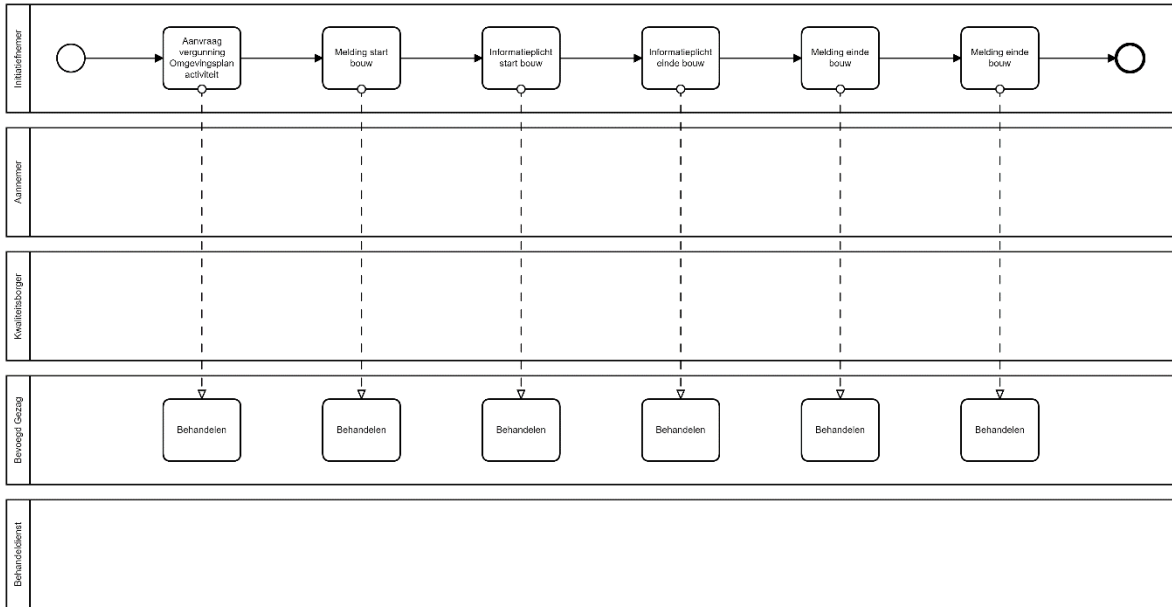 Initiatiefnemer
Aanvraag
vergunning
Omgevingsplan
activiteit
Melding start
bouw
Informatieplicht
start bouw
Informatieplicht
einde bouw
Melding einde
bouw
Melding einde
bouw
Aannemer
Kwaliteitsborger
Bevoegd Gezag
Behandelen
Behandelen
Behandelen
Behandelen
Behandelen
Behandelen
Behandeldienst